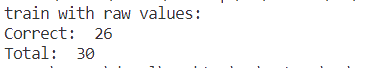 train with raw values:
Correct:  26
Total:  30